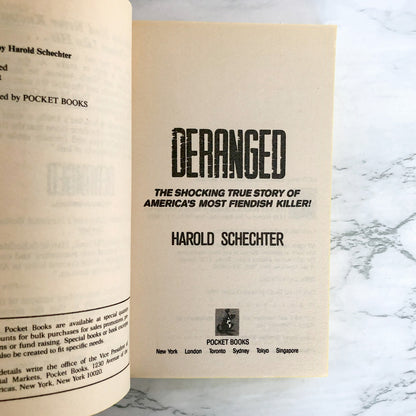 by Harold Schechter
ed by POCKET BOOKS
Pocket Books are available at special
ounts for bulk purchases for sales promotions,
ns or fund raising. Special books or book excerpts
also be created to fit specific needs.
details write the office of the Vice President of
ial Markets, Pocket Books, 1230 Avenue of the
ricas, New York, New York 10020.
DERANGED
THE SHOCKING TRUE STORY OF
AMERICA'S MOST FIENDISH KILLER!
HAROLD SCHECHTER
POCKET BOOKS
New York London Toronto Sydney Tokyo Singapore